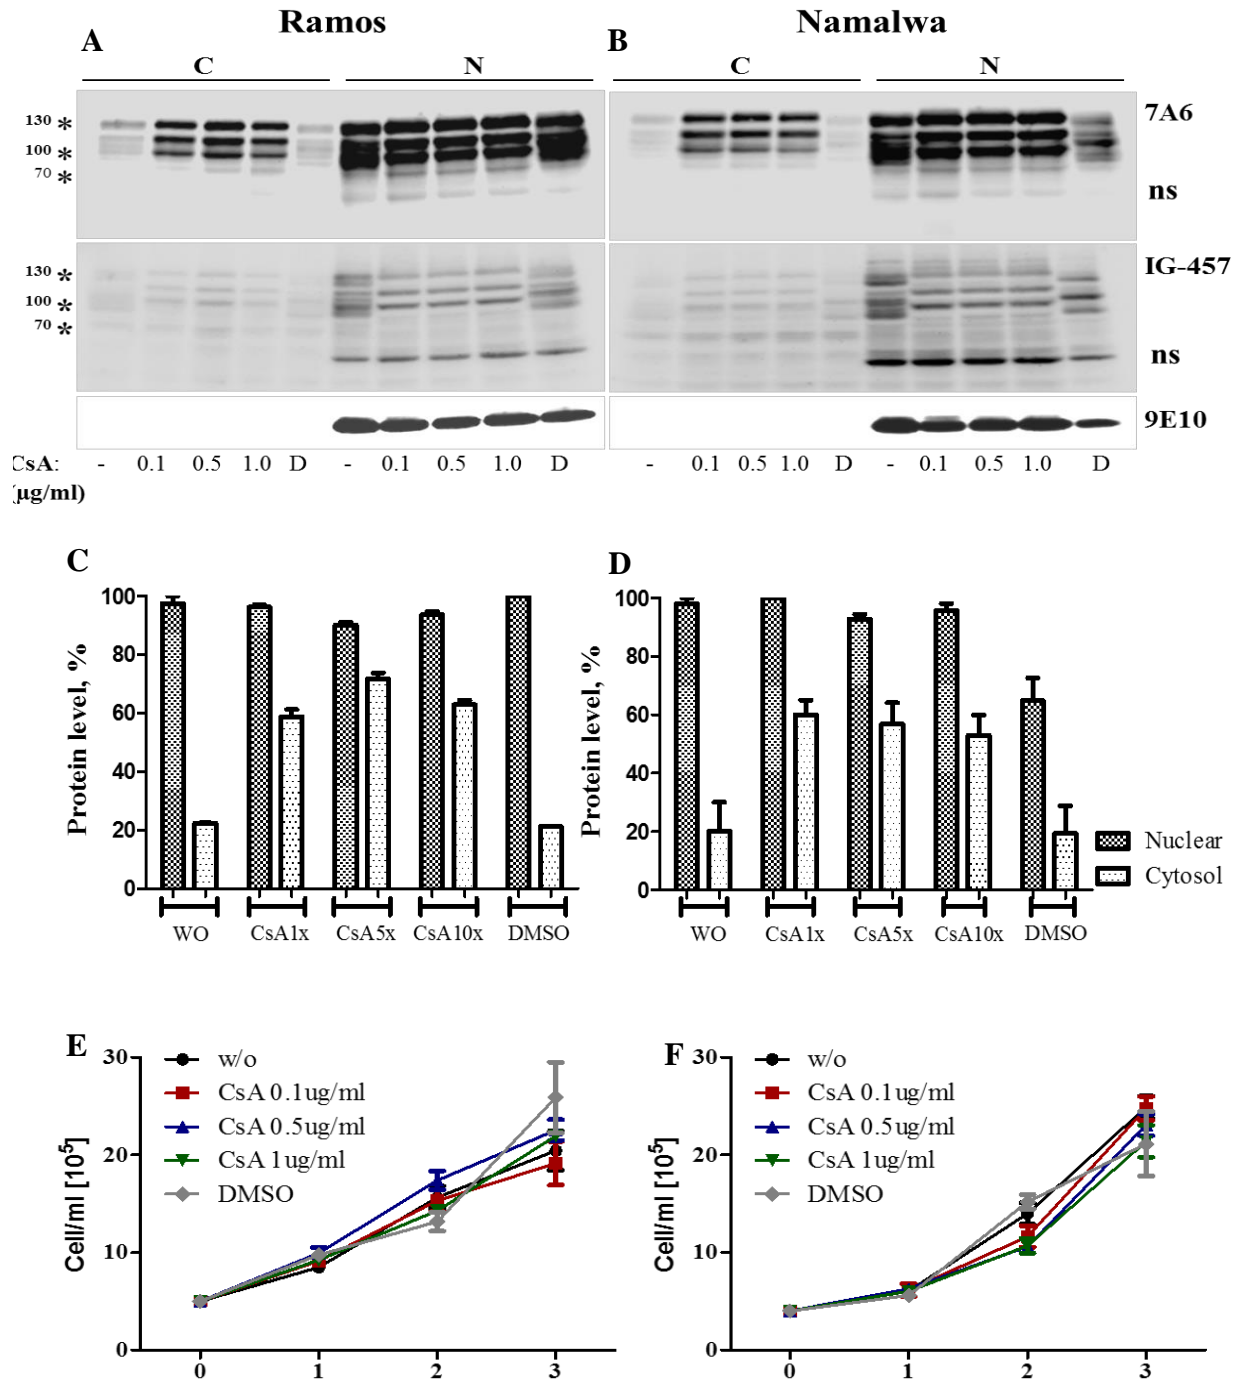 Ramos Namalwa
A B
C N C N
130 * 7A6
100 *
70 * ns
130 * IG-457
100 *
70 * ns
9E10
CsA: - 0.1 0.5 1.0 D - 0.1 0.5 1.0 D - 0.1 0.5 1.0 D - 0.1 0.5 1.0 D
(µg/ml)
C
Protein level, %
100
80
60
40
20
0
WO CsA1x CsA5x CsA10x DMSO
D
Protein level, %
100
80
60
40
20
0
WO CsA1x CsA5x CsA10x DMSO
Nuclear
Cytosol
E
Cell/ml [10⁵]
30
20
10
0
0 1 2 3
w/o
CsA 0.1ug/ml
CsA 0.5ug/ml
CsA 1ug/ml
DMSO
F
Cell/ml [10⁵]
30
20
10
0
0 1 2 3
w/o
CsA 0.1ug/ml
CsA 0.5ug/ml
CsA 1ug/ml
DMSO